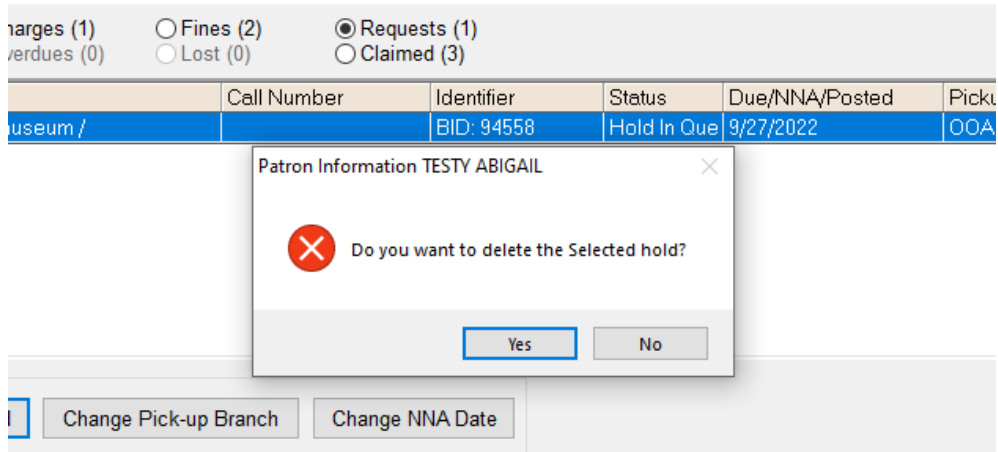 harges (1) Fines (2) Requests (1)
verdues (0) Lost (0) Claimed (3)
Call Number Identifier Status Due/NNA/Posted Picku
museum / BID: 94558 Hold In Que 9/27/2022 OOA
Patron Information TESTY ABIGAIL
Do you want to delete the Selected hold?
Yes No
Change Pick-up Branch Change NNA Date